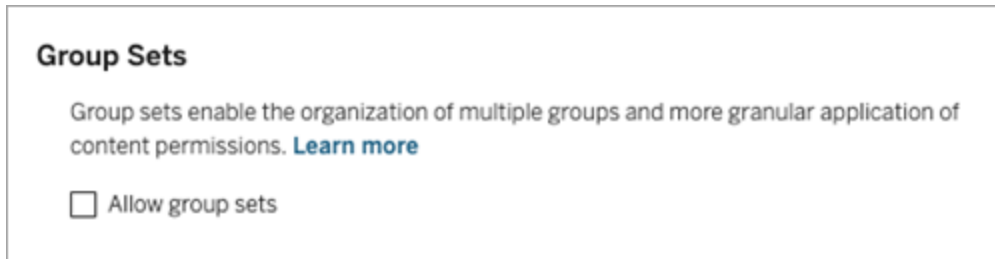 Group Sets
Group sets enable the organization of multiple groups and more granular application of
content permissions. Learn more
Allow group sets